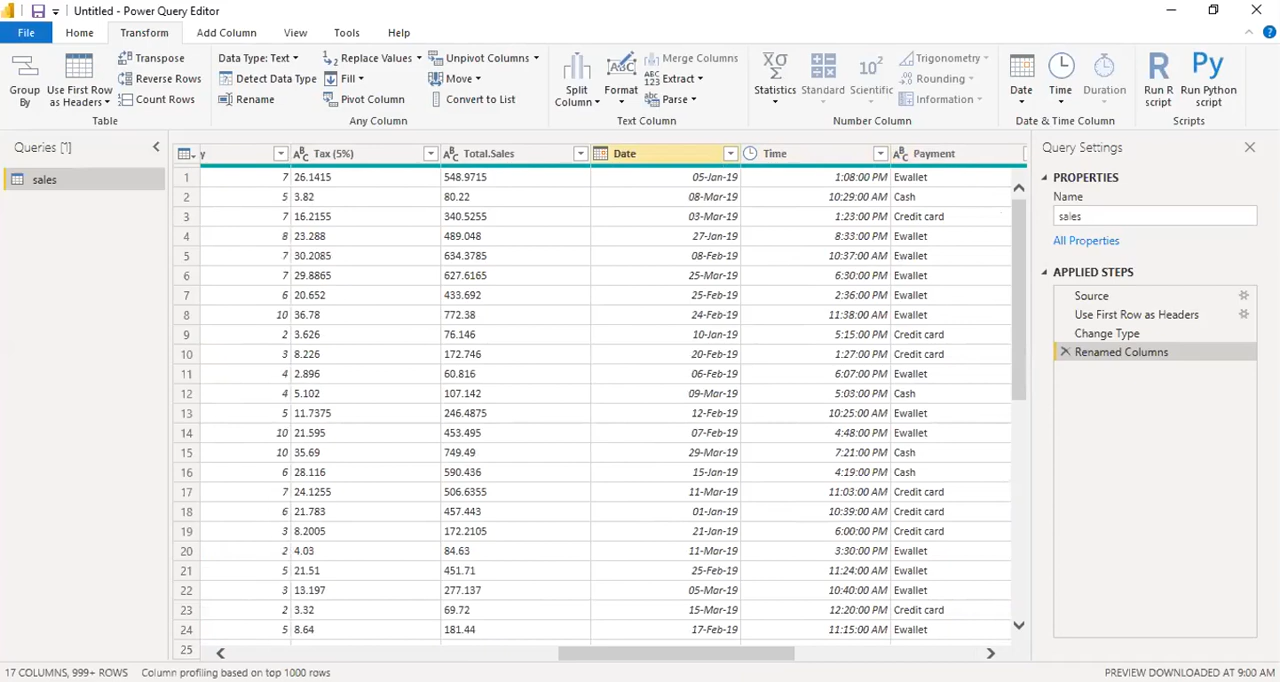 Untitled - Power Query Editor
File Home Transform Add Column View Tools Help
Group By
Use First Row as Headers
Transpose
Reverse Rows
Count Rows
Table
Data Type: Text
Detect Data Type
Rename
Replace Values
Fill
Pivot Column
Unpivot Columns
Move
Convert to List
Any Column
Split Column
Format
Merge Columns
Extract
Parse
Text Column
Statistics
Standard
Scientific
Trigonometry
Rounding
Information
Number Column
Date
Time
Duration
Date & Time Column
Run R script
Run Python script
Scripts
Queries [1]
sales
y Tax (5%) Total.Sales Date Time Payment
1 7 26.1415 548.9715 05-Jan-19 1:08:00 PM Ewallet
2 5 3.82 80.22 08-Mar-19 10:29:00 AM Cash
3 7 16.2155 340.5255 03-Mar-19 1:23:00 PM Credit card
4 8 23.288 489.048 27-Jan-19 8:33:00 PM Ewallet
5 7 30.2085 634.3785 08-Feb-19 10:37:00 AM Ewallet
6 7 29.8865 627.6165 25-Mar-19 6:30:00 PM Ewallet
7 6 20.652 433.692 25-Feb-19 2:36:00 PM Ewallet
8 10 36.78 772.38 24-Feb-19 11:38:00 AM Ewallet
9 2 3.626 76.146 10-Jan-19 5:15:00 PM Credit card
10 3 8.226 172.746 20-Feb-19 1:27:00 PM Credit card
11 4 2.896 60.816 06-Feb-19 6:07:00 PM Ewallet
12 4 5.102 107.142 09-Mar-19 5:03:00 PM Cash
13 5 11.7375 246.4875 12-Feb-19 10:25:00 AM Ewallet
14 10 21.595 453.495 07-Feb-19 4:48:00 PM Ewallet
15 10 35.69 749.49 29-Mar-19 7:21:00 PM Cash
16 6 28.116 590.436 15-Jan-19 4:19:00 PM Cash
17 7 24.1255 506.6355 11-Mar-19 11:03:00 AM Credit card
18 6 21.783 457.443 01-Jan-19 10:39:00 AM Credit card
19 3 8.2005 172.2105 21-Jan-19 6:00:00 PM Credit card
20 2 4.03 84.63 11-Mar-19 3:30:00 PM Ewallet
21 5 21.51 451.71 25-Feb-19 11:24:00 AM Ewallet
22 3 13.197 277.137 05-Mar-19 10:40:00 AM Ewallet
23 2 3.32 69.72 15-Mar-19 12:20:00 PM Credit card
24 5 8.64 181.44 17-Feb-19 11:15:00 AM Ewallet
25
Query Settings
PROPERTIES
Name
sales
All Properties
APPLIED STEPS
Source
Use First Row as Headers
Change Type
Renamed Columns
17 COLUMNS, 999+ ROWS Column profiling based on top 1000 rows PREVIEW DOWNLOADED AT 9:00 AM